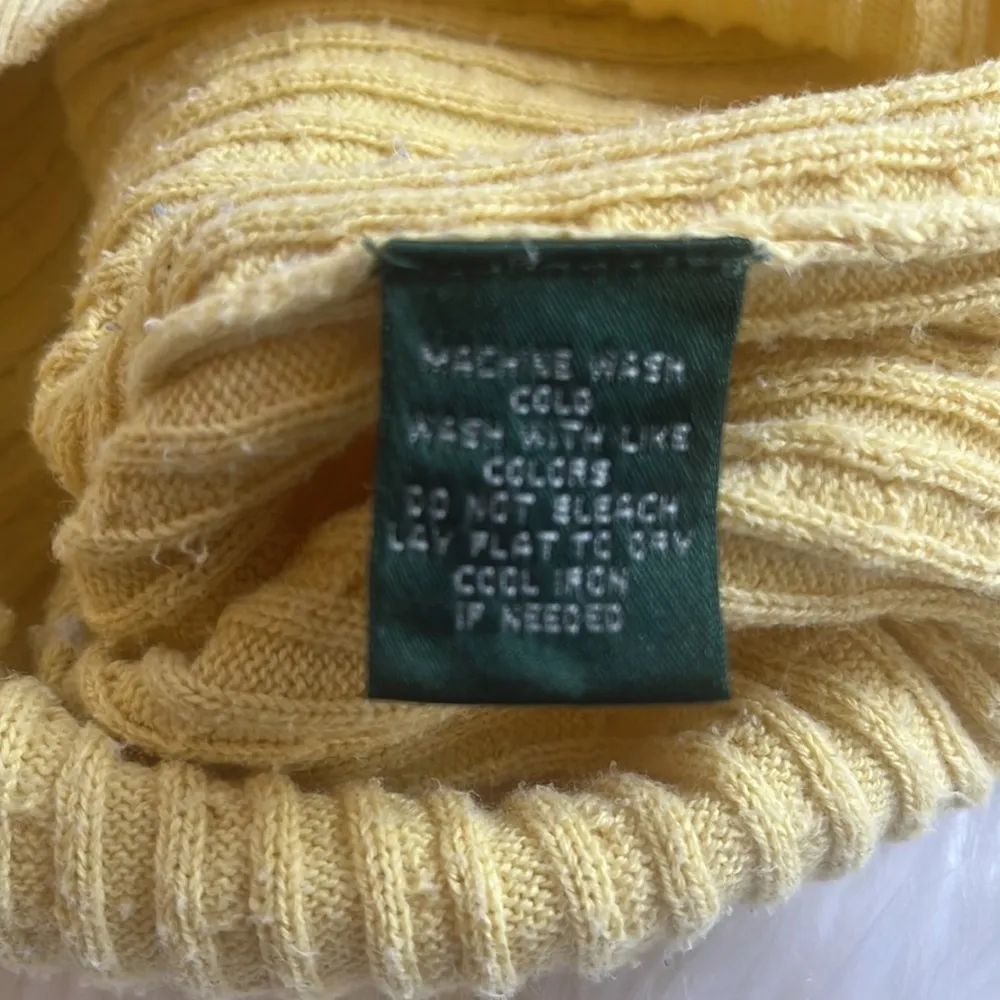 MACHINE WASH
COLD
WASH WITH LIKE
COLORS
DO NOT BLEACH
LAY FLAT TO DRY
COOL IRON
IF NEEDED